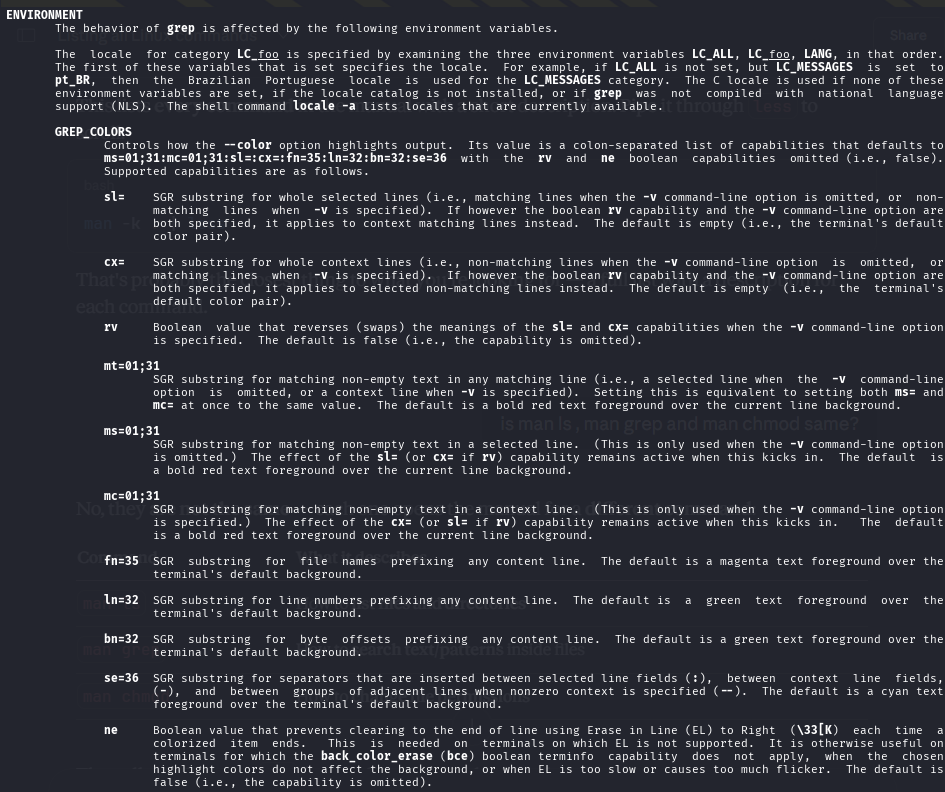 ENVIRONMENT
The behavior of grep is affected by the following environment variables.
The locale for category LC_foo is specified by examining the three environment variables LC_ALL, LC_foo, LANG, in that order.
The first of these variables that is set specifies the locale. For example, if LC_ALL is not set, but LC_MESSAGES is set to
pt_BR, then the Brazilian Portuguese locale is used for the LC_MESSAGES category. The C locale is used if none of these
environment variables are set, if the locale catalog is not installed, or if grep was not compiled with national language
support (NLS). The shell command locale -a lists locales that are currently available.
GREP_COLORS
Controls how the --color option highlights output. Its value is a colon-separated list of capabilities that defaults to
ms=01;31:mc=01;31:sl=:cx=:fn=35:ln=32:bn=32:se=36 with the rv and ne boolean capabilities omitted (i.e., false).
Supported capabilities are as follows.
sl= SGR substring for whole selected lines (i.e., matching lines when the -v command-line option is omitted, or non-
matching lines when -v is specified). If however the boolean rv capability and the -v command-line option are
both specified, it applies to context matching lines instead. The default is empty (i.e., the terminal's default
color pair).
cx= SGR substring for whole context lines (i.e., non-matching lines when the -v command-line option is omitted, or
matching lines when -v is specified). If however the boolean rv capability and the -v command-line option are
both specified, it applies to selected non-matching lines instead. The default is empty (i.e., the terminal's
default color pair).
rv Boolean value that reverses (swaps) the meanings of the sl= and cx= capabilities when the -v command-line option
is specified. The default is false (i.e., the capability is omitted).
mt=01;31
SGR substring for matching non-empty text in any matching line (i.e., a selected line when the -v command-line
option is omitted, or a context line when -v is specified). Setting this is equivalent to setting both ms= and
mc= at once to the same value. The default is a bold red text foreground over the current line background.
is man ls , man grep and man chmod same?
ms=01;31
SGR substring for matching non-empty text in a selected line. (This is only used when the -v command-line option
is omitted.) The effect of the sl= (or cx= if rv) capability remains active when this kicks in. The default is
a bold red text foreground over the current line background.
mc=01;31
SGR substring for matching non-empty text in a context line. (This is only used when the -v command-line option
is specified.) The effect of the cx= (or sl= if rv) capability remains active when this kicks in. The default
is a bold red text foreground over the current line background.
fn=35 SGR substring for file names prefixing any content line. The default is a magenta text foreground over the
terminal's default background.
ln=32 SGR substring for line numbers prefixing any content line. The default is a green text foreground over the
terminal's default background.
bn=32 SGR substring for byte offsets prefixing any content line. The default is a green text foreground over the
terminal's default background.
se=36 SGR substring for separators that are inserted between selected line fields (:), between context line fields,
(-), and between groups of adjacent lines when nonzero context is specified (--). The default is a cyan text
foreground over the terminal's default background.
ne Boolean value that prevents clearing to the end of line using Erase in Line (EL) to Right (\33[K) each time a
colorized item ends. This is needed on terminals on which EL is not supported. It is otherwise useful on
terminals for which the back_color_erase (bce) boolean terminfo capability does not apply, when the chosen
highlight colors do not affect the background, or when EL is too slow or causes too much flicker. The default is
false (i.e., the capability is omitted).